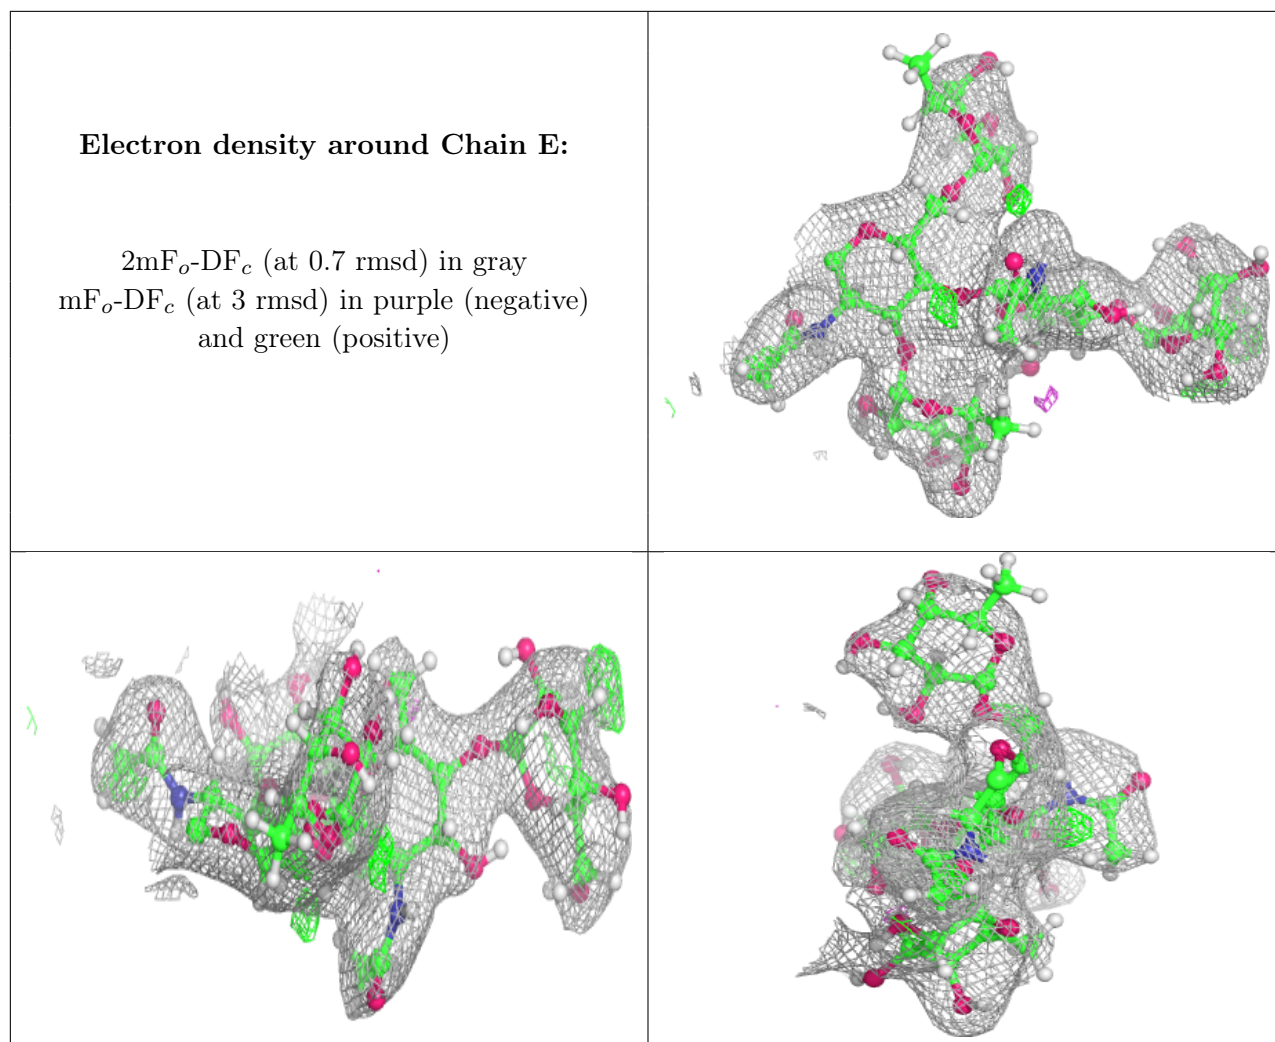 Electron density around Chain E:
2mFo-DFc (at 0.7 rmsd) in gray
mFo-DFc (at 3 rmsd) in purple (negative)
and green (positive)